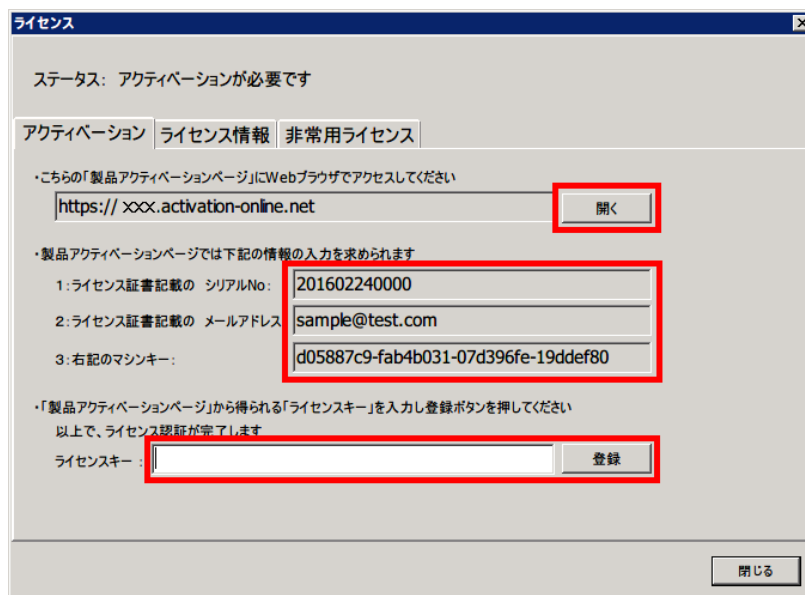 ライセンス
ステータス： アクティベーションが必要です
アクティベーション ライセンス情報 非常用ライセンス
・こちらの「製品アクティベーションページ」にWebブラウザでアクセスしてください
https:// xxx.activation-online.net 開く
・製品アクティベーションページでは下記の情報の入力を求められます
1：ライセンス証書記載の シリアルNo： 201602240000
2：ライセンス証書記載の メールアドレス sample@test.com
3：右記のマシンキー： d05887c9-fab4b031-07d396fe-19ddef80
・「製品アクティベーションページ」から得られる「ライセンスキー」を入力し登録ボタンを押してください
以上で、ライセンス認証が完了します
ライセンスキー： 登録
閉じる